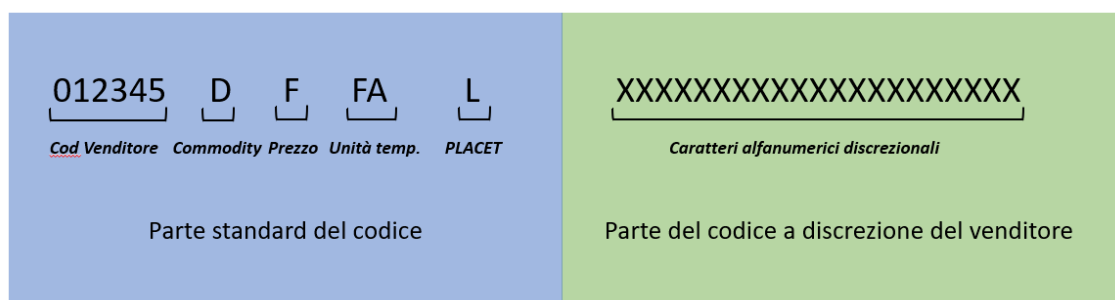 012345 D F FA L XXXXXXXXXXXXXXXXXXXXX
Cod Venditore Commodity Prezzo Unità temp. PLACET Caratteri alfanumerici discrezionali
Parte standard del codice Parte del codice a discrezione del venditore